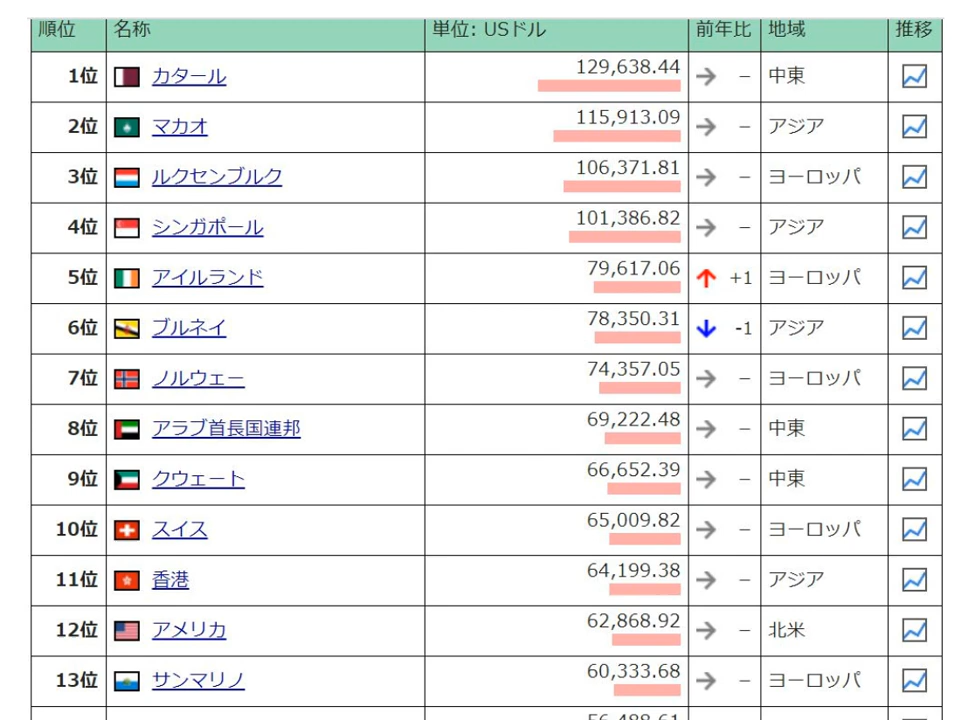 順位 名称 単位: USドル 前年比 地域 推移
1位 カタール 129,638.44 – 中東
2位 マカオ 115,913.09 – アジア
3位 ルクセンブルク 106,371.81 – ヨーロッパ
4位 シンガポール 101,386.82 – アジア
5位 アイルランド 79,617.06 +1 ヨーロッパ
6位 ブルネイ 78,350.31 -1 アジア
7位 ノルウェー 74,357.05 – ヨーロッパ
8位 アラブ首長国連邦 69,222.48 – 中東
9位 クウェート 66,652.39 – 中東
10位 スイス 65,009.82 – ヨーロッパ
11位 香港 64,199.38 – アジア
12位 アメリカ 62,868.92 – 北米
13位 サンマリノ 60,333.68 – ヨーロッパ